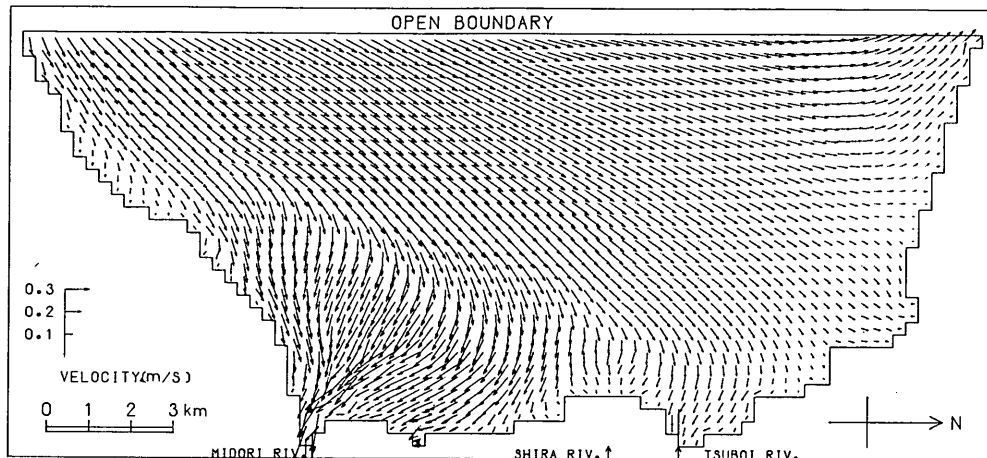 OPEN BOUNDARY
0.3
0.2
0.1
VELOCITY(m/s)
0 1 2 3 km
N
MIDORI RIV.
SHIRA RIV.
TSUBOI RIV.